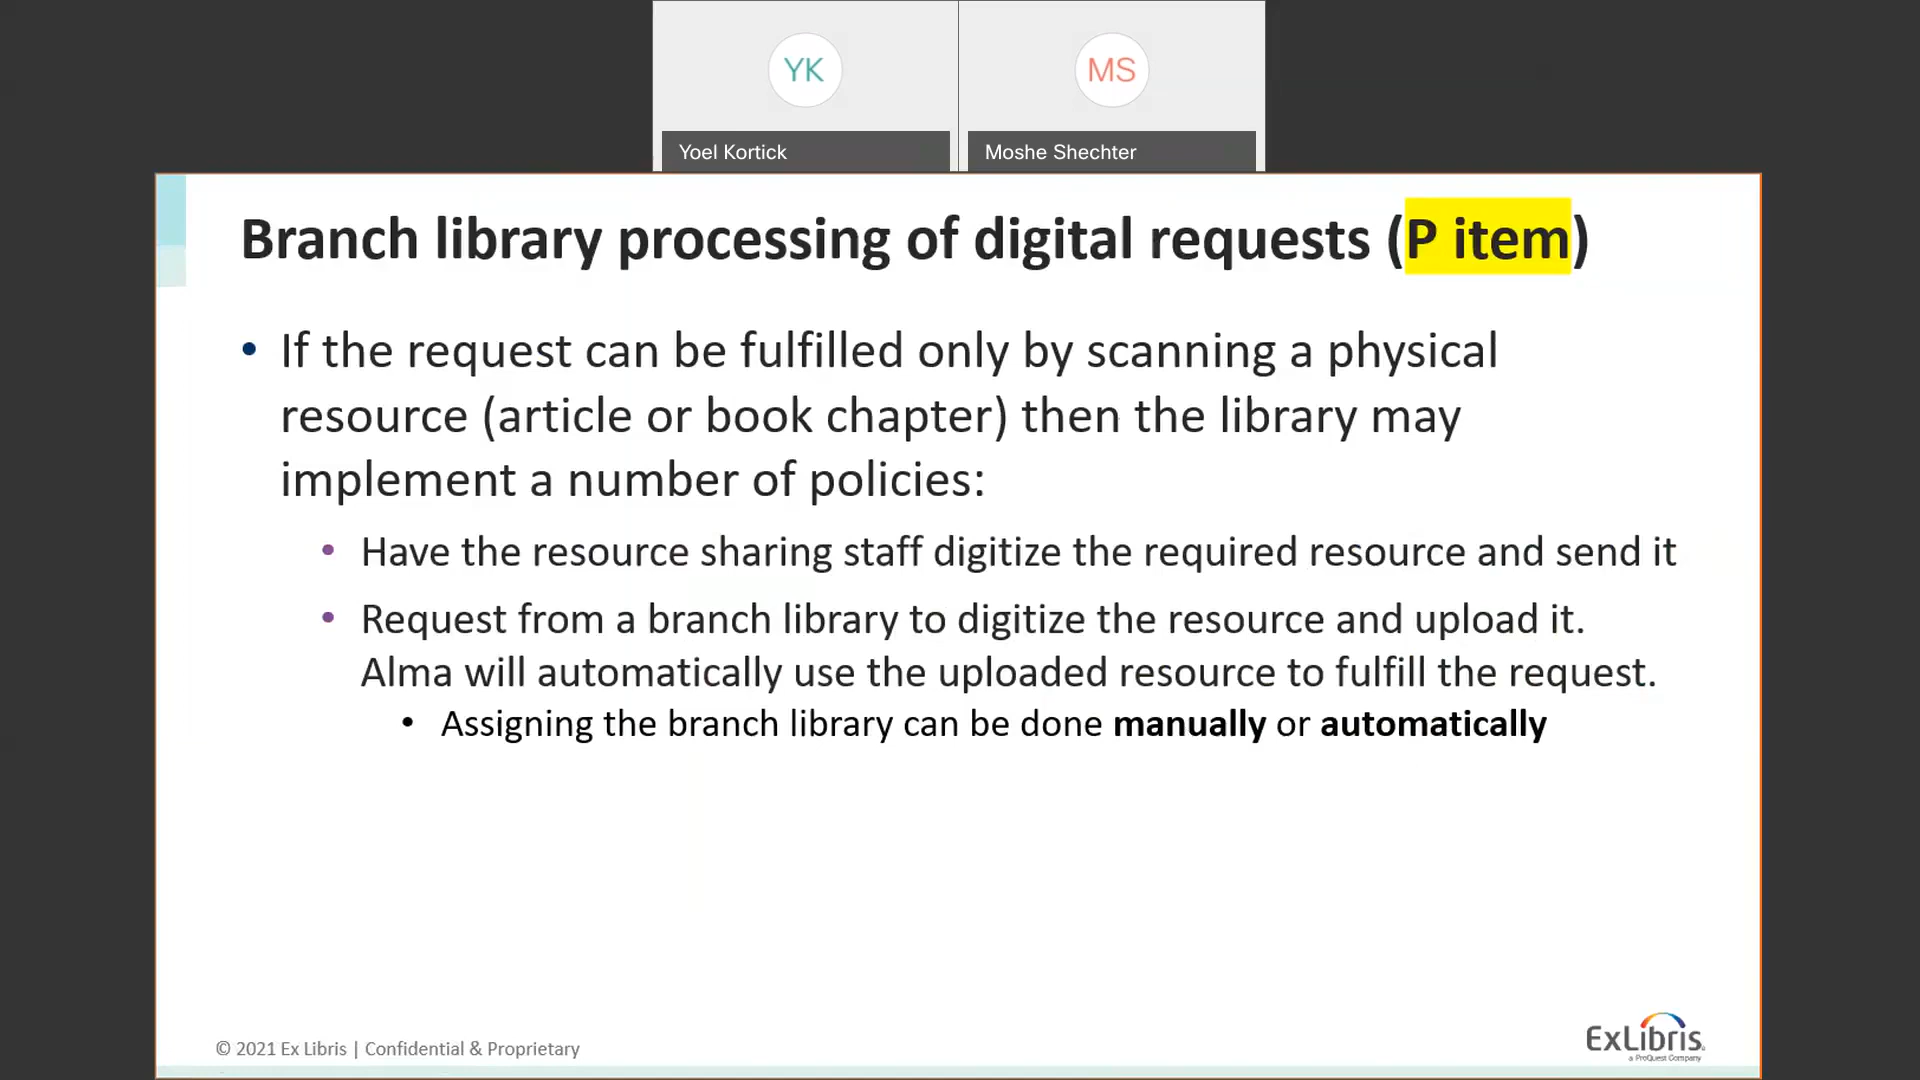 YK
MS
Yoel Kortick
Moshe Shechter
Branch library processing of digital requests (P item)
• If the request can be fulfilled only by scanning a physical
resource (article or book chapter) then the library may
implement a number of policies:
• Have the resource sharing staff digitize the required resource and send it
• Request from a branch library to digitize the resource and upload it.
Alma will automatically use the uploaded resource to fulfill the request.
• Assigning the branch library can be done manually or automatically
© 2021 Ex Libris | Confidential & Proprietary
ExLibris
a ProQuest Company